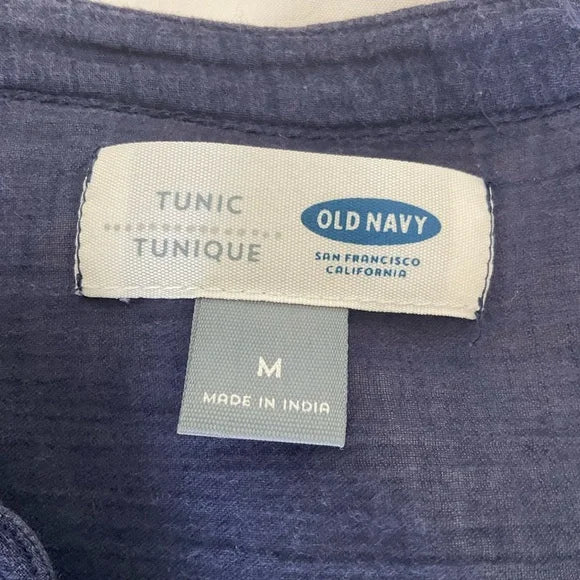 TUNIC
TUNIQUE
OLD NAVY
SAN FRANCISCO
CALIFORNIA
M
MADE IN INDIA